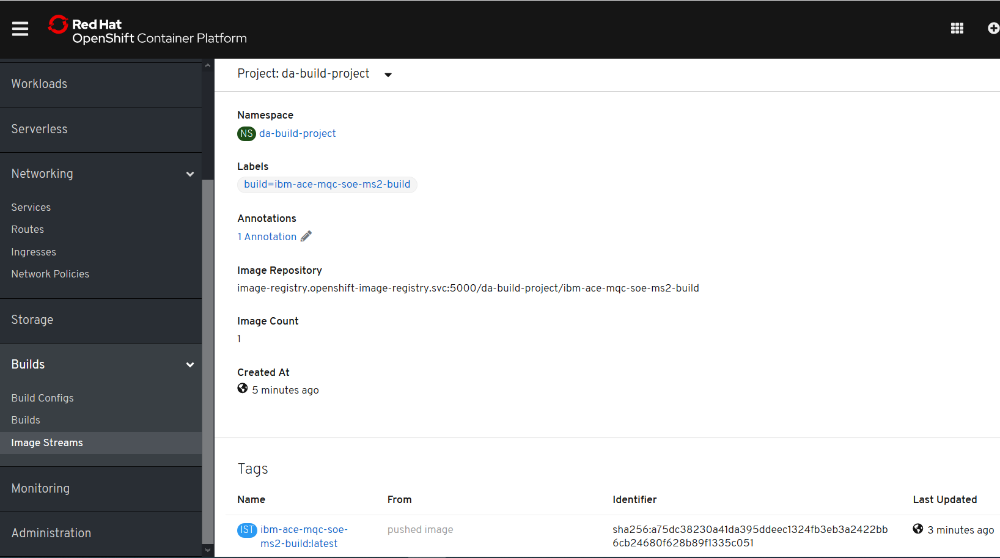 Red Hat
OpenShift Container Platform
Workloads
Serverless
Networking
Services
Routes
Ingresses
Network Policies
Storage
Builds
Build Configs
Builds
Image Streams
Monitoring
Administration
Project: da-build-project
Namespace
NS da-build-project
Labels
build=ibm-ace-mqc-soe-ms2-build
Annotations
1 Annotation
Image Repository
image-registry.openshift-image-registry.svc:5000/da-build-project/ibm-ace-mqc-soe-ms2-build
Image Count
1
Created At
5 minutes ago
Tags
Name From Identifier Last Updated
IST ibm-ace-mqc-soe- pushed image sha256:a75dc38230a41da395ddeec1324fb3eb3a2422bb 3 minutes ago
ms2-build:latest 6cb24680f628b89f1335c051